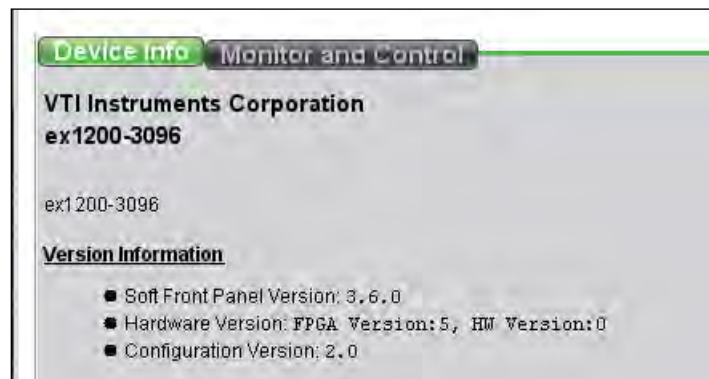 Device Info Monitor and Control
VTI Instruments Corporation
ex1200-3096
ex1200-3096
Version Information
Soft Front Panel Version: 3.6.0
Hardware Version: FPGA Version:5, HW Version:0
Configuration Version: 2.0